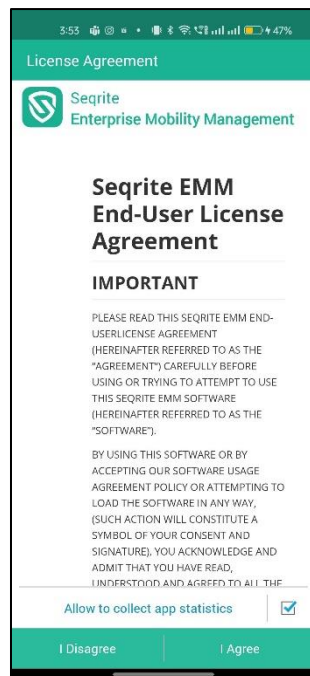 3:53
47%
License Agreement
Seqrite
Enterprise Mobility Management
Seqrite EMM
End-User License
Agreement
IMPORTANT
PLEASE READ THIS SEQRITE EMM END-
USERLICENSE AGREEMENT
(HEREINAFTER REFERRED TO AS THE
"AGREEMENT") CAREFULLY BEFORE
USING OR TRYING TO ATTEMPT TO USE
THIS SEQRITE EMM SOFTWARE
(HEREINAFTER REFERRED TO AS THE
"SOFTWARE").
BY USING THIS SOFTWARE OR BY
ACCEPTING OUR SOFTWARE USAGE
AGREEMENT POLICY OR ATTEMPTING TO
LOAD THE SOFTWARE IN ANY WAY,
(SUCH ACTION WILL CONSTITUTE A
SYMBOL OF YOUR CONSENT AND
SIGNATURE), YOU ACKNOWLEDGE AND
ADMIT THAT YOU HAVE READ,
UNDERSTOOD AND AGREED TO ALL THE
Allow to collect app statistics
I Disagree
I Agree